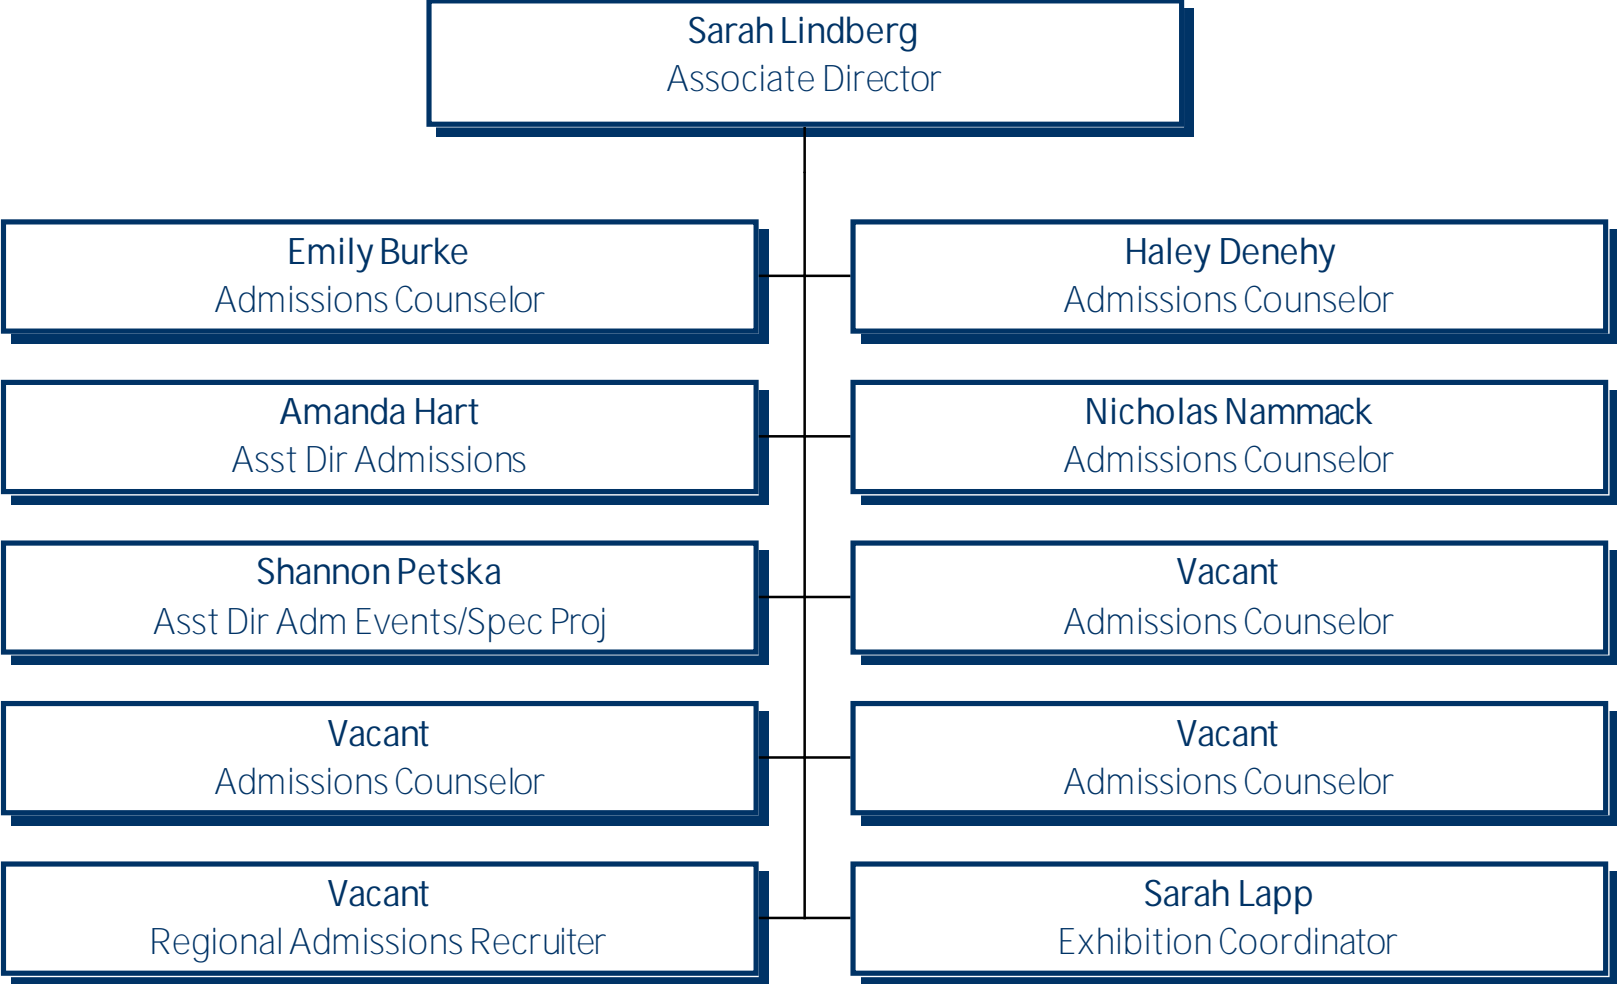 Sarah Lindberg
Associate Director
Emily Burke
Admissions Counselor
Haley Denehy
Admissions Counselor
Amanda Hart
Asst Dir Admissions
Nicholas Nammack
Admissions Counselor
Shannon Petska
Asst Dir Adm Events/Spec Proj
Vacant
Admissions Counselor
Vacant
Admissions Counselor
Vacant
Admissions Counselor
Vacant
Regional Admissions Recruiter
Sarah Lapp
Exhibition Coordinator